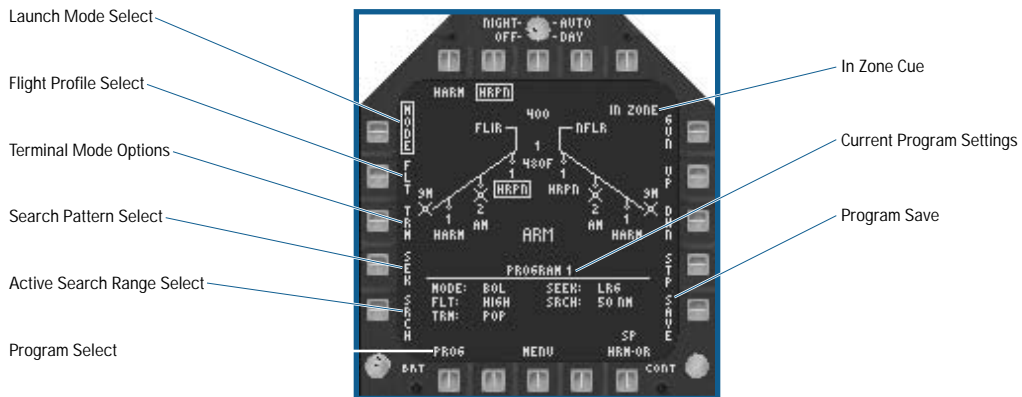 Launch Mode Select
Flight Profile Select
Terminal Mode Options
Search Pattern Select
Active Search Range Select
Program Select
NIGHT- -AUTO
OFF- -DAY
HARM HRPN
400
IN ZONE
FLIR NFLR
1
480F
1 1
HRPN HRPN
9M 9M
1 2 2 1
HARM AM AM HARM
ARM
PROGRAM 1
MODE: BOL SEEK: LRG
FLT: HIGH SRCH: 50 NM
TRM: POP
SP
PROG MENU HRM-OR
BRT CONT
MODE
FLT
TRM
SEK
SRCH
GUN
UP
DWN
STP
SAVE
In Zone Cue
Current Program Settings
Program Save